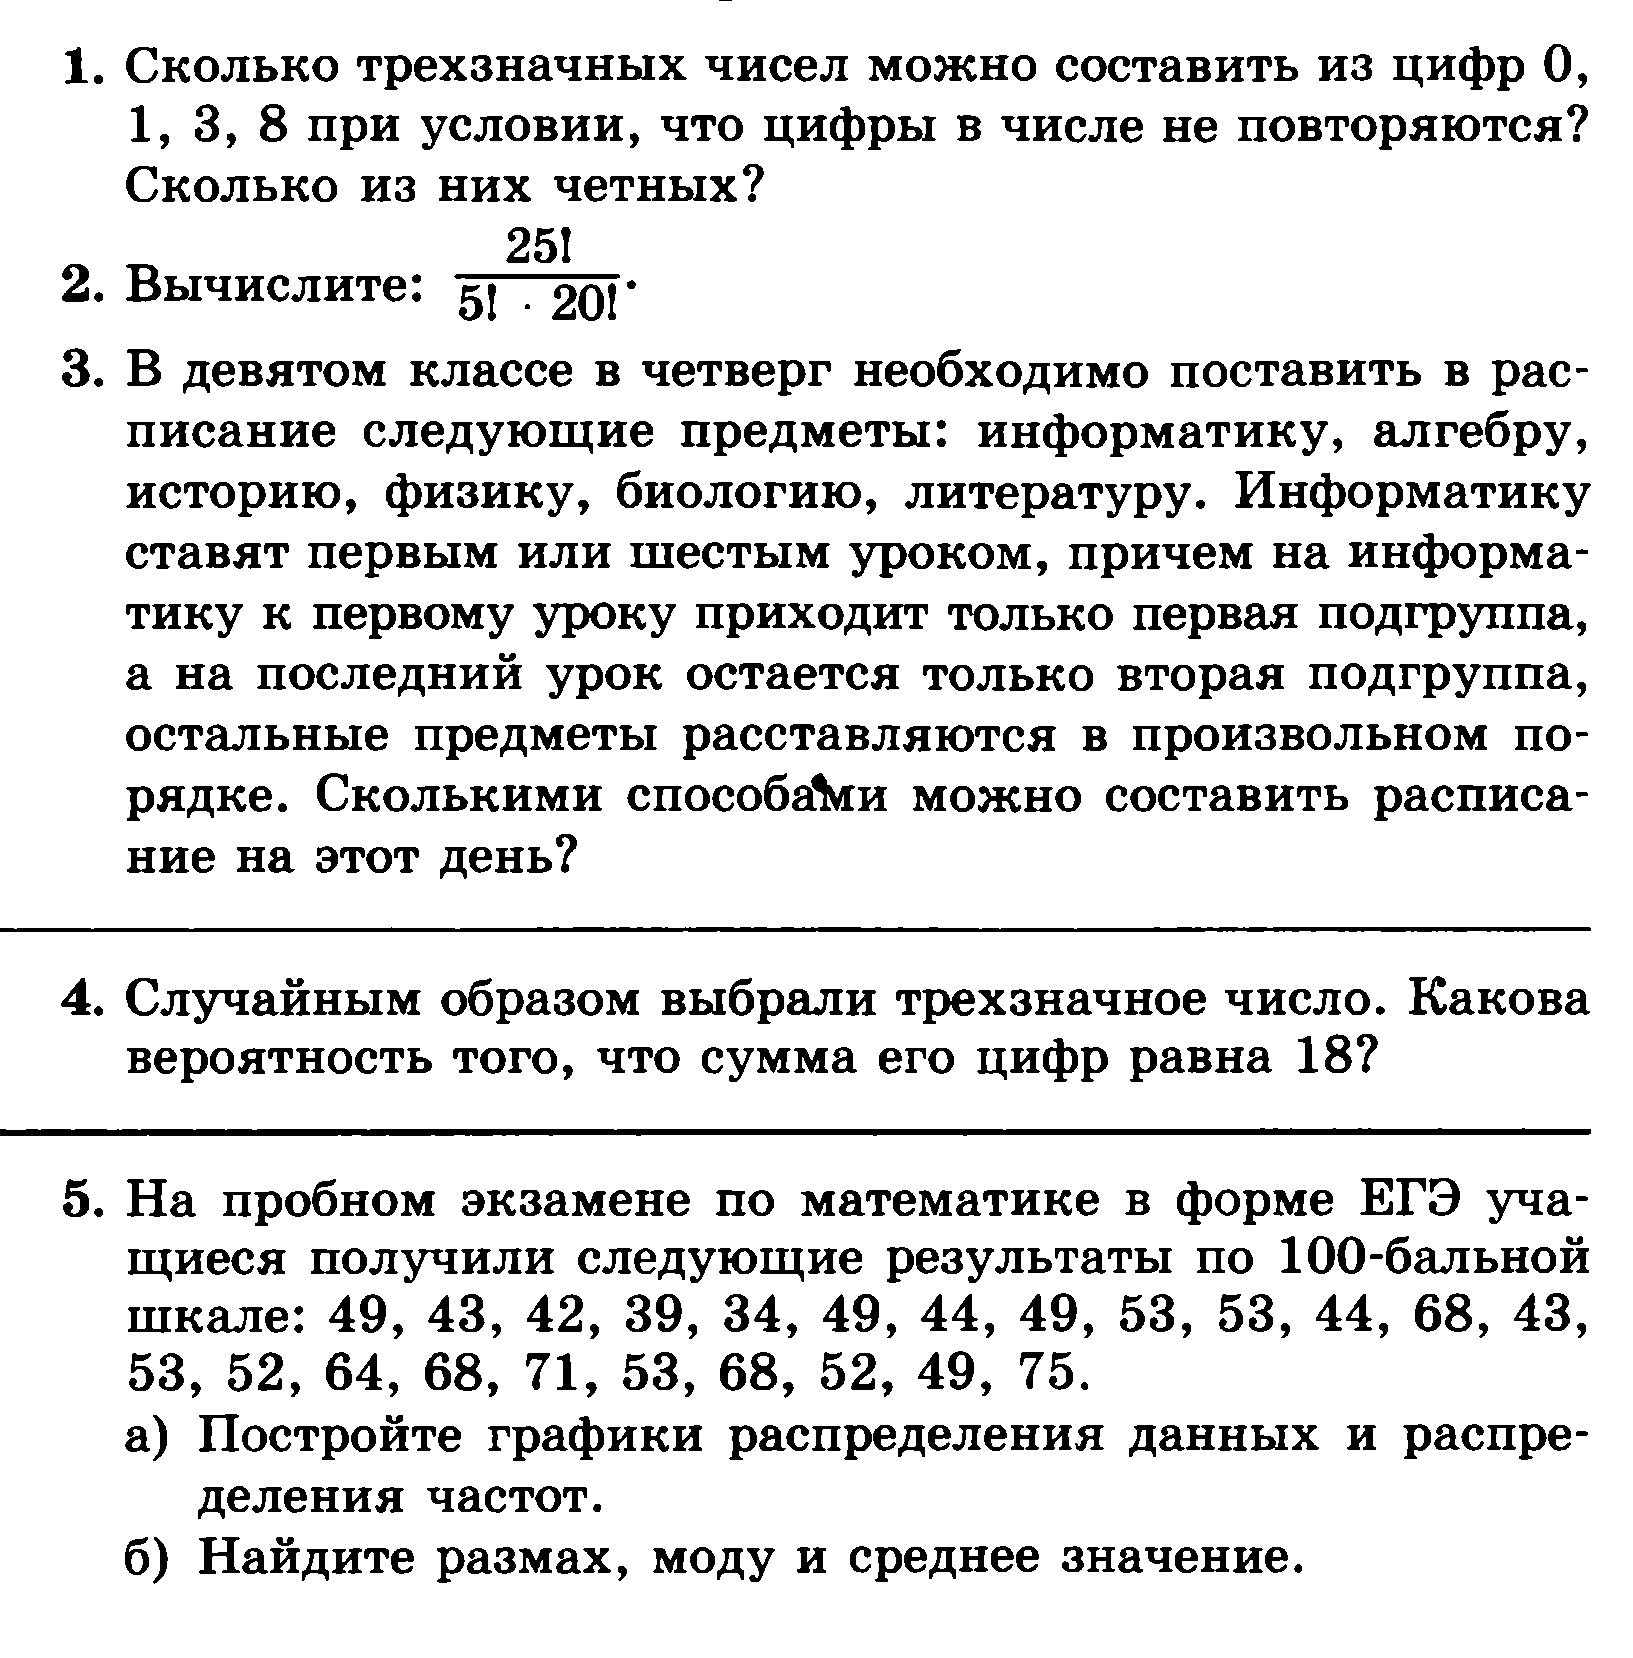 1. Сколько трехзначных чисел можно составить из цифр 0,
1, 3, 8 при условии, что цифры в числе не повторяются?
Сколько из них четных?
2. Вычислите: 25! / (5! · 20!).
3. В девятом классе в четверг необходимо поставить в рас-
писание следующие предметы: информатику, алгебру,
историю, физику, биологию, литературу. Информатику
ставят первым или шестым уроком, причем на информа-
тику к первому уроку приходит только первая подгруппа,
а на последний урок остается только вторая подгруппа,
остальные предметы расставляются в произвольном по-
рядке. Сколькими способами можно составить расписа-
ние на этот день?
4. Случайным образом выбрали трехзначное число. Какова
вероятность того, что сумма его цифр равна 18?
5. На пробном экзамене по математике в форме ЕГЭ уча-
щиеся получили следующие результаты по 100-бальной
шкале: 49, 43, 42, 39, 34, 49, 44, 49, 53, 53, 44, 68, 43,
53, 52, 64, 68, 71, 53, 68, 52, 49, 75.
а) Постройте графики распределения данных и распре-
деления частот.
б) Найдите размах, моду и среднее значение.